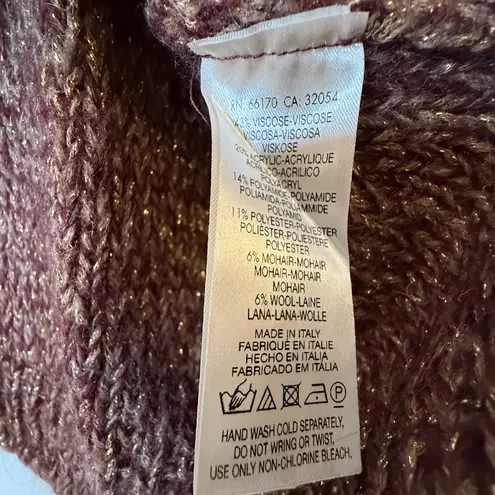 RN 66170 CA 32054
43% VISCOSE-VISCOSE
VISCOSA-VISCOSA
VISKOSE
20% ACRYLIC-ACRYLIQUE
ACRILICO-ACRILICO
POLYACRYL
14% POLYAMIDE-POLYAMIDE
POLIAMIDA-POLIAMMIDE
POLYAMID
11% POLYESTER-POLYESTER
POLIÉSTER-POLIESTERE
POLYESTER
6% MOHAIR-MOHAIR
MOHAIR-MOHAIR
MOHAIR
6% WOOL-LAINE
LANA-LANA-WOLLE
MADE IN ITALY
FABRIQUÉ EN ITALIE
HECHO EN ITALIA
FABRICADO EM ITALIA
P
HAND WASH COLD SEPARATELY,
DO NOT WRING OR TWIST,
USE ONLY NON-CHLORINE BLEACH,